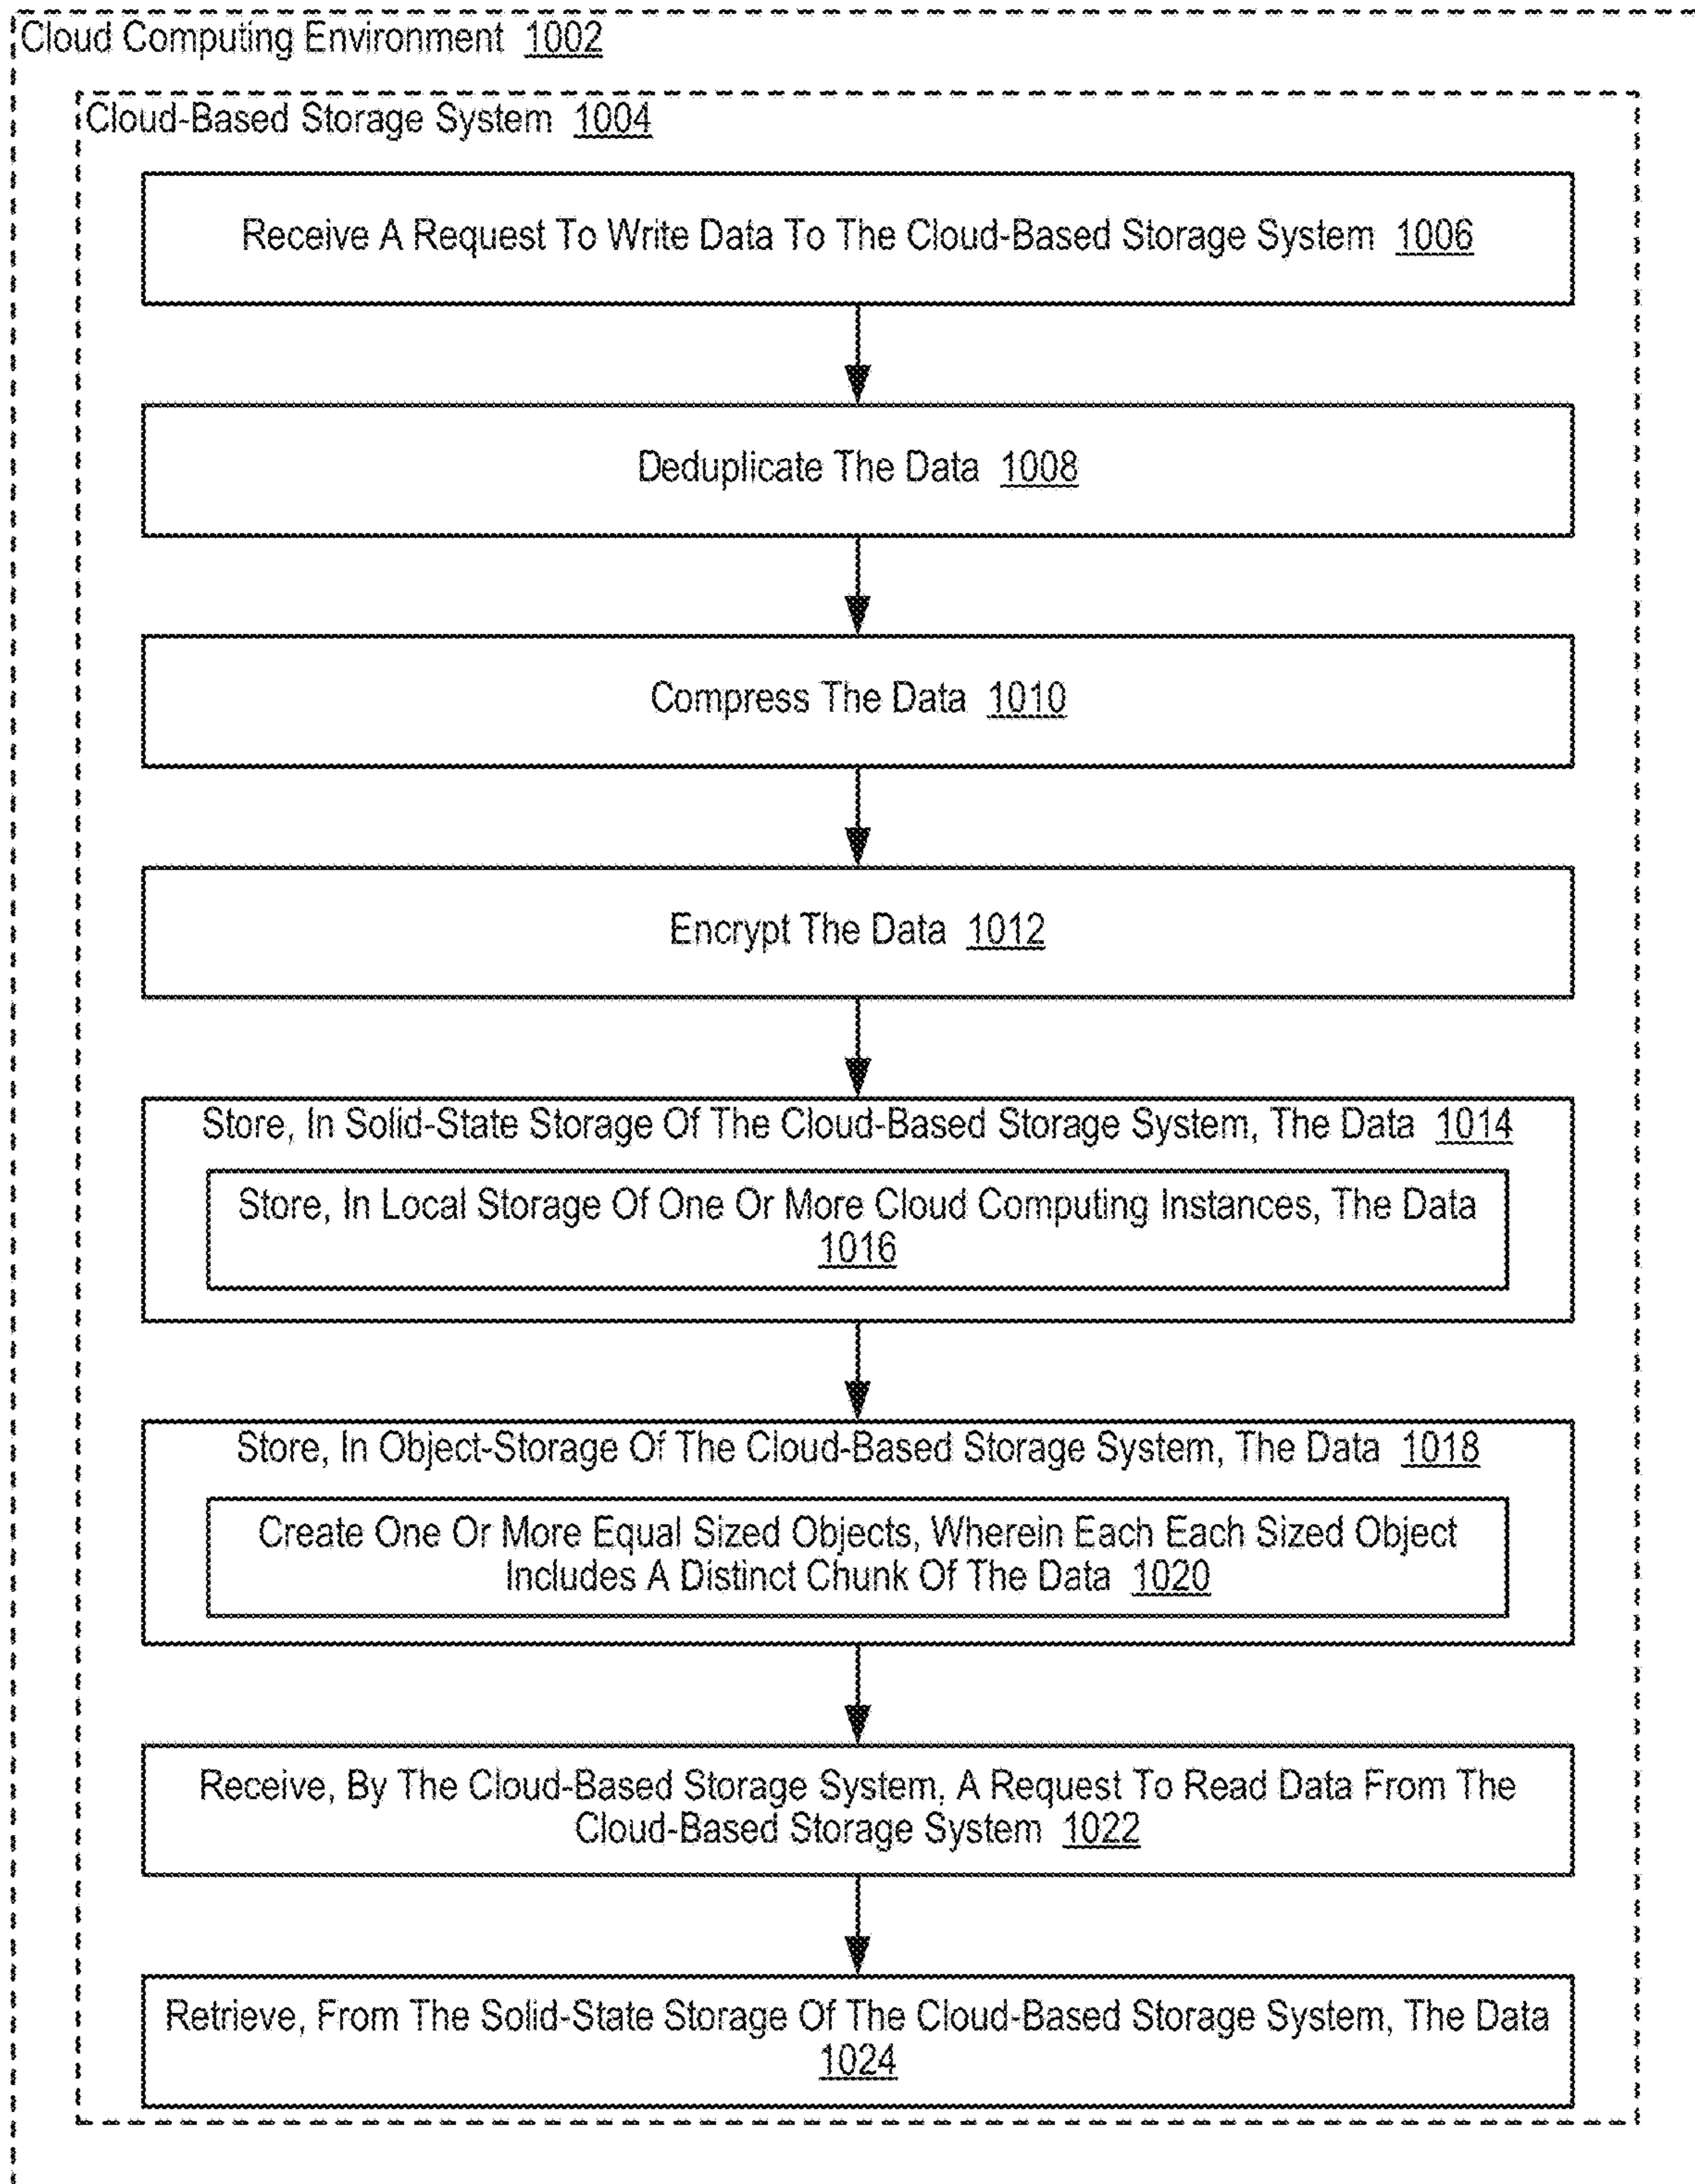 Cloud Computing Environment 1002
Cloud-Based Storage System 1004
Receive A Request To Write Data To The Cloud-Based Storage System 1006
Deduplicate The Data 1008
Compress The Data 1010
Encrypt The Data 1012
Store, In Solid-State Storage Of The Cloud-Based Storage System, The Data 1014
Store, In Local Storage Of One Or More Cloud Computing Instances, The Data
1016
Store, In Object-Storage Of The Cloud-Based Storage System, The Data 1018
Create One Or More Equal Sized Objects, Wherein Each Each Sized Object
Includes A Distinct Chunk Of The Data 1020
Receive, By The Cloud-Based Storage System, A Request To Read Data From The
Cloud-Based Storage System 1022
Retrieve, From The Solid-State Storage Of The Cloud-Based Storage System, The Data
1024